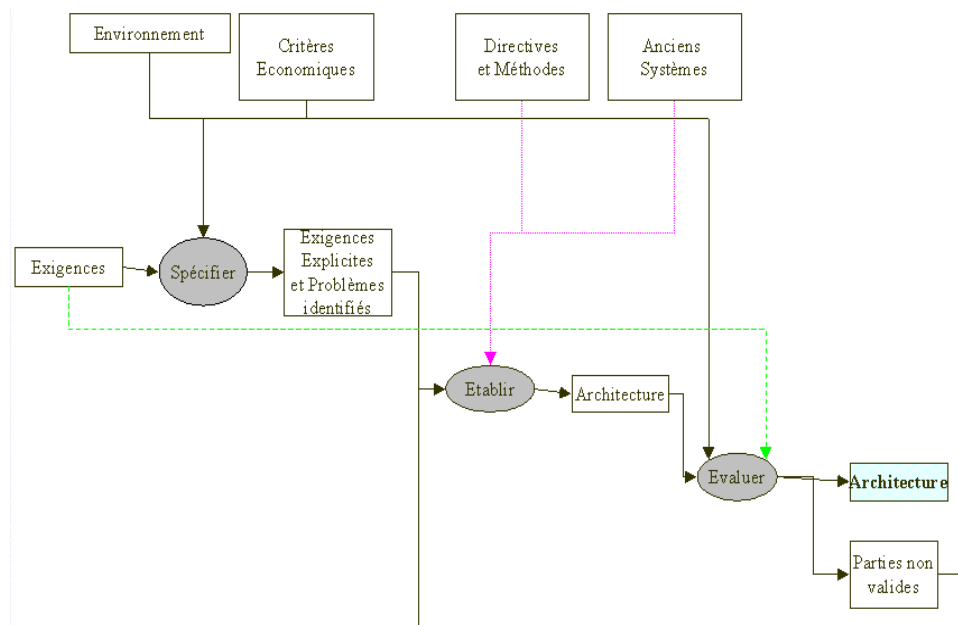 Environnement
Critères
Economiques
Directives
et Méthodes
Anciens
Systèmes
Exigences
Spécifier
Exigences
Explicites
et Problèmes
identifiés
Etablir
Architecture
Evaluer
Architecture
Parties non
valides